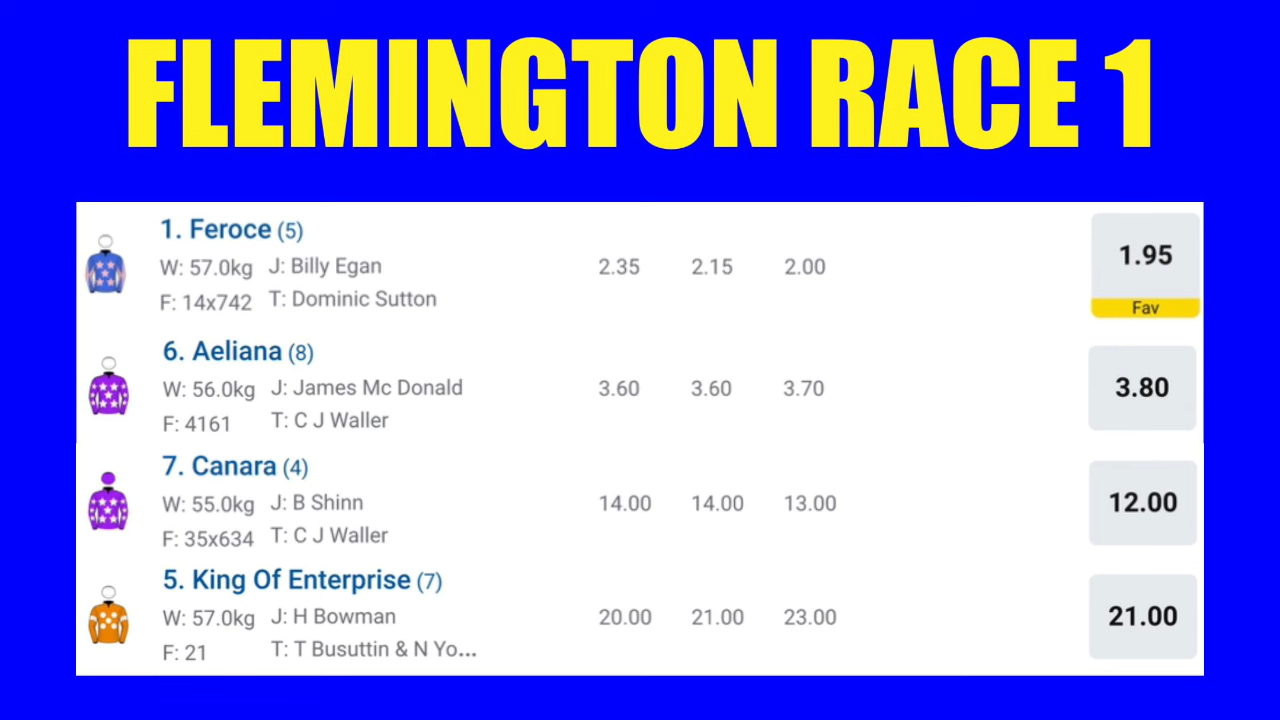 FLEMINGTON RACE 1
1. Feroce (5)
W: 57.0kg J: Billy Egan 2.35 2.15 2.00 1.95
F: 14x742 T: Dominic Sutton Fav
6. Aeliana (8)
W: 56.0kg J: James Mc Donald 3.60 3.60 3.70 3.80
F: 4161 T: C J Waller
7. Canara (4)
W: 55.0kg J: B Shinn 14.00 14.00 13.00 12.00
F: 35x634 T: C J Waller
5. King Of Enterprise (7)
W: 57.0kg J: H Bowman 20.00 21.00 23.00 21.00
F: 21 T: T Busuttin & N Yo...